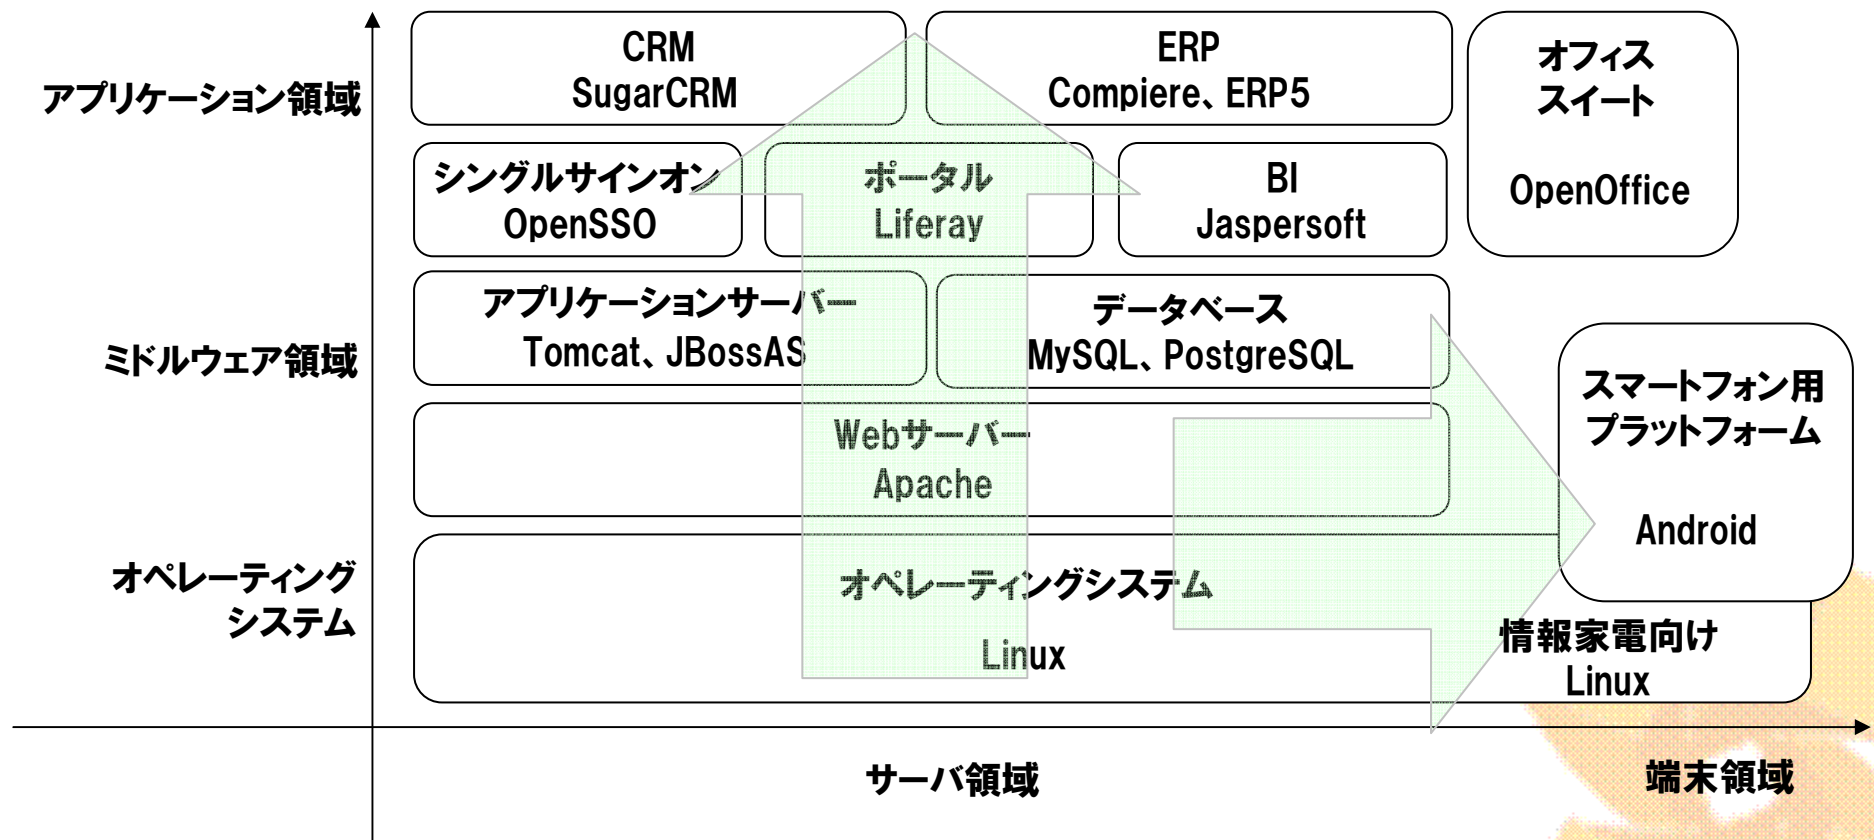 アプリケーション領域
CRM
SugarCRM
ERP
Compiere、ERP5
オフィス
スイート
OpenOffice
シングルサインオン
OpenSSO
ポータル
Liferay
BI
Jaspersoft
ミドルウェア領域
アプリケーションサーバー
Tomcat、JBossAS
データベース
MySQL、PostgreSQL
スマートフォン用
プラットフォーム
Android
Webサーバー
Apache
オペレーティング
システム
オペレーティングシステム
Linux
情報家電向け
Linux
サーバ領域
端末領域